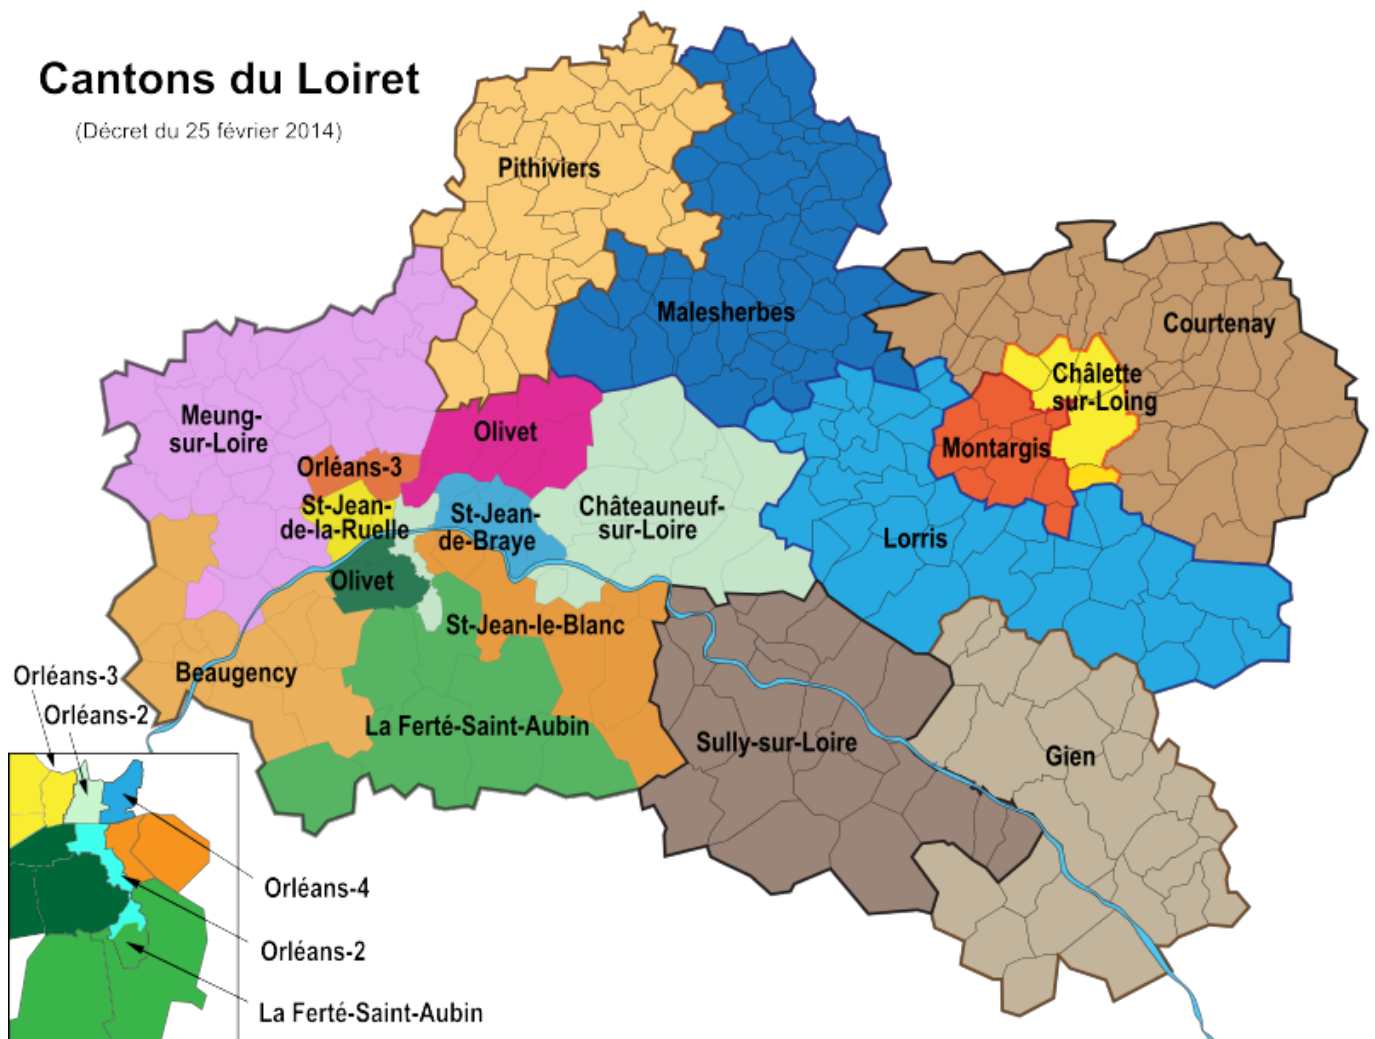 Cantons du Loiret
(Décret du 25 février 2014)
Pithiviers
Malesherbes
Courtenay
Châlette
sur-Loing
Meung-
sur-Loire
Olivet
Montargis
Orléans-3
St-Jean-
de-la-Ruelle
St-Jean-
de-Braye
Châteauneuf-
sur-Loire
Lorris
Olivet
St-Jean-le-Blanc
Beaugency
Orléans-3
Orléans-2
La Ferté-Saint-Aubin
Sully-sur-Loire
Gien
Orléans-4
Orléans-2
La Ferté-Saint-Aubin